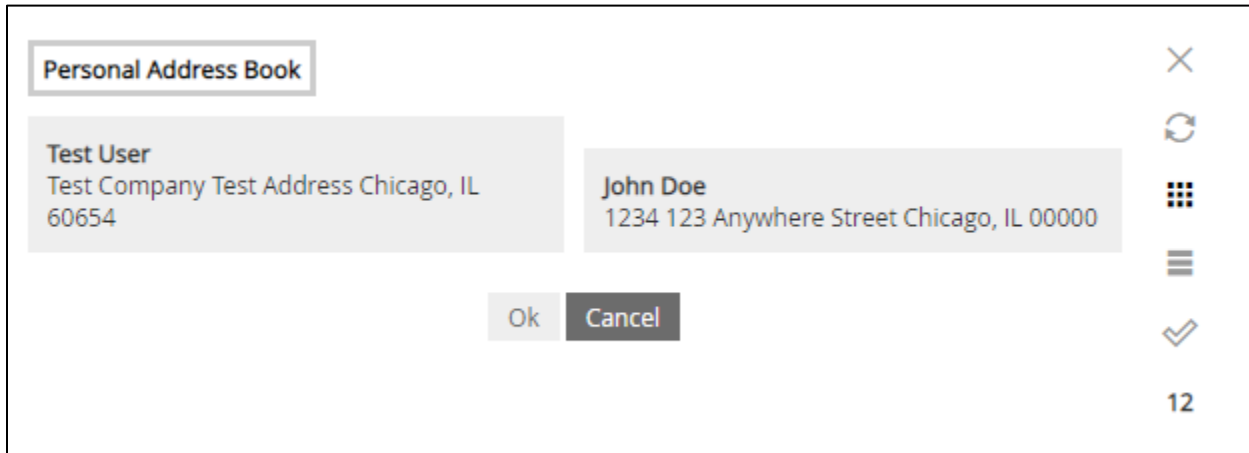 Personal Address Book
Test User
Test Company Test Address Chicago, IL
60654
John Doe
1234 123 Anywhere Street Chicago, IL 00000
Ok
Cancel
12